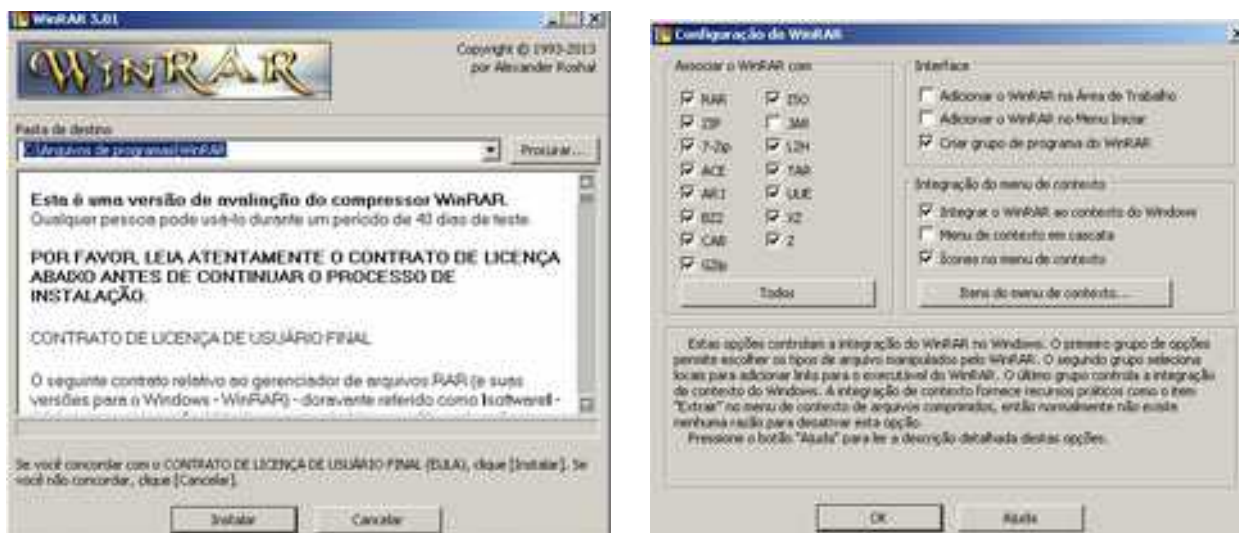 WinRAR 5.01
WINRAR
Copyright © 1993-2013
por Alexander Roshal
Pasta de destino
C:\Arquivos de programas\WinRAR
Procurar...
Esta é uma versão de avaliação do compressor WinRAR.
Qualquer pessoa pode usá-lo durante um período de 40 dias de teste.
POR FAVOR, LEIA ATENTAMENTE O CONTRATO DE LICENÇA
ABAIXO ANTES DE CONTINUAR O PROCESSO DE
INSTALAÇÃO:
CONTRATO DE LICENÇA DE USUÁRIO FINAL
O seguinte contrato relativo ao gerenciador de arquivos RAR (e suas
versões para o Windows - WinRAR) - doravante referido como
Se você concordar com o CONTRATO DE LICENÇA DE USUÁRIO FINAL (EULA), clique [Instalar]. Se
você não concordar, clique [Cancelar].
Instalar
Cancelar
Configuração do WinRAR
Associar o WinRAR com
RAR
ZIP
7-Zip
ACE
ARJ
BZ2
CAB
GZip
ISO
JAR
LZH
TAR
UUE
XZ
Z
Todos
Interface
Adicionar o WinRAR na Área de Trabalho
Adicionar o WinRAR no Menu Iniciar
Criar grupo de programa do WinRAR
Integração do menu de contexto
Integrar o WinRAR ao contexto do Windows
Menu de contexto em cascata
Ícones no menu de contexto
Itens do menu de contexto...
Estas opções controlam a integração do WinRAR no Windows. O primeiro grupo de opções
permite escolher os tipos de arquivo manipulados pelo WinRAR. O segundo grupo seleciona
locais para adicionar links para o executável do WinRAR. O último grupo controla a integração
de contexto do Windows. A integração de contexto fornece recursos práticos como o item
"Extrair" no menu de contexto de arquivos comprimidos, então normalmente não existe
nenhuma razão para desativar esta opção.
Pressione o botão "Ajuda" para ler a descrição detalhada destas opções.
OK
Ajuda